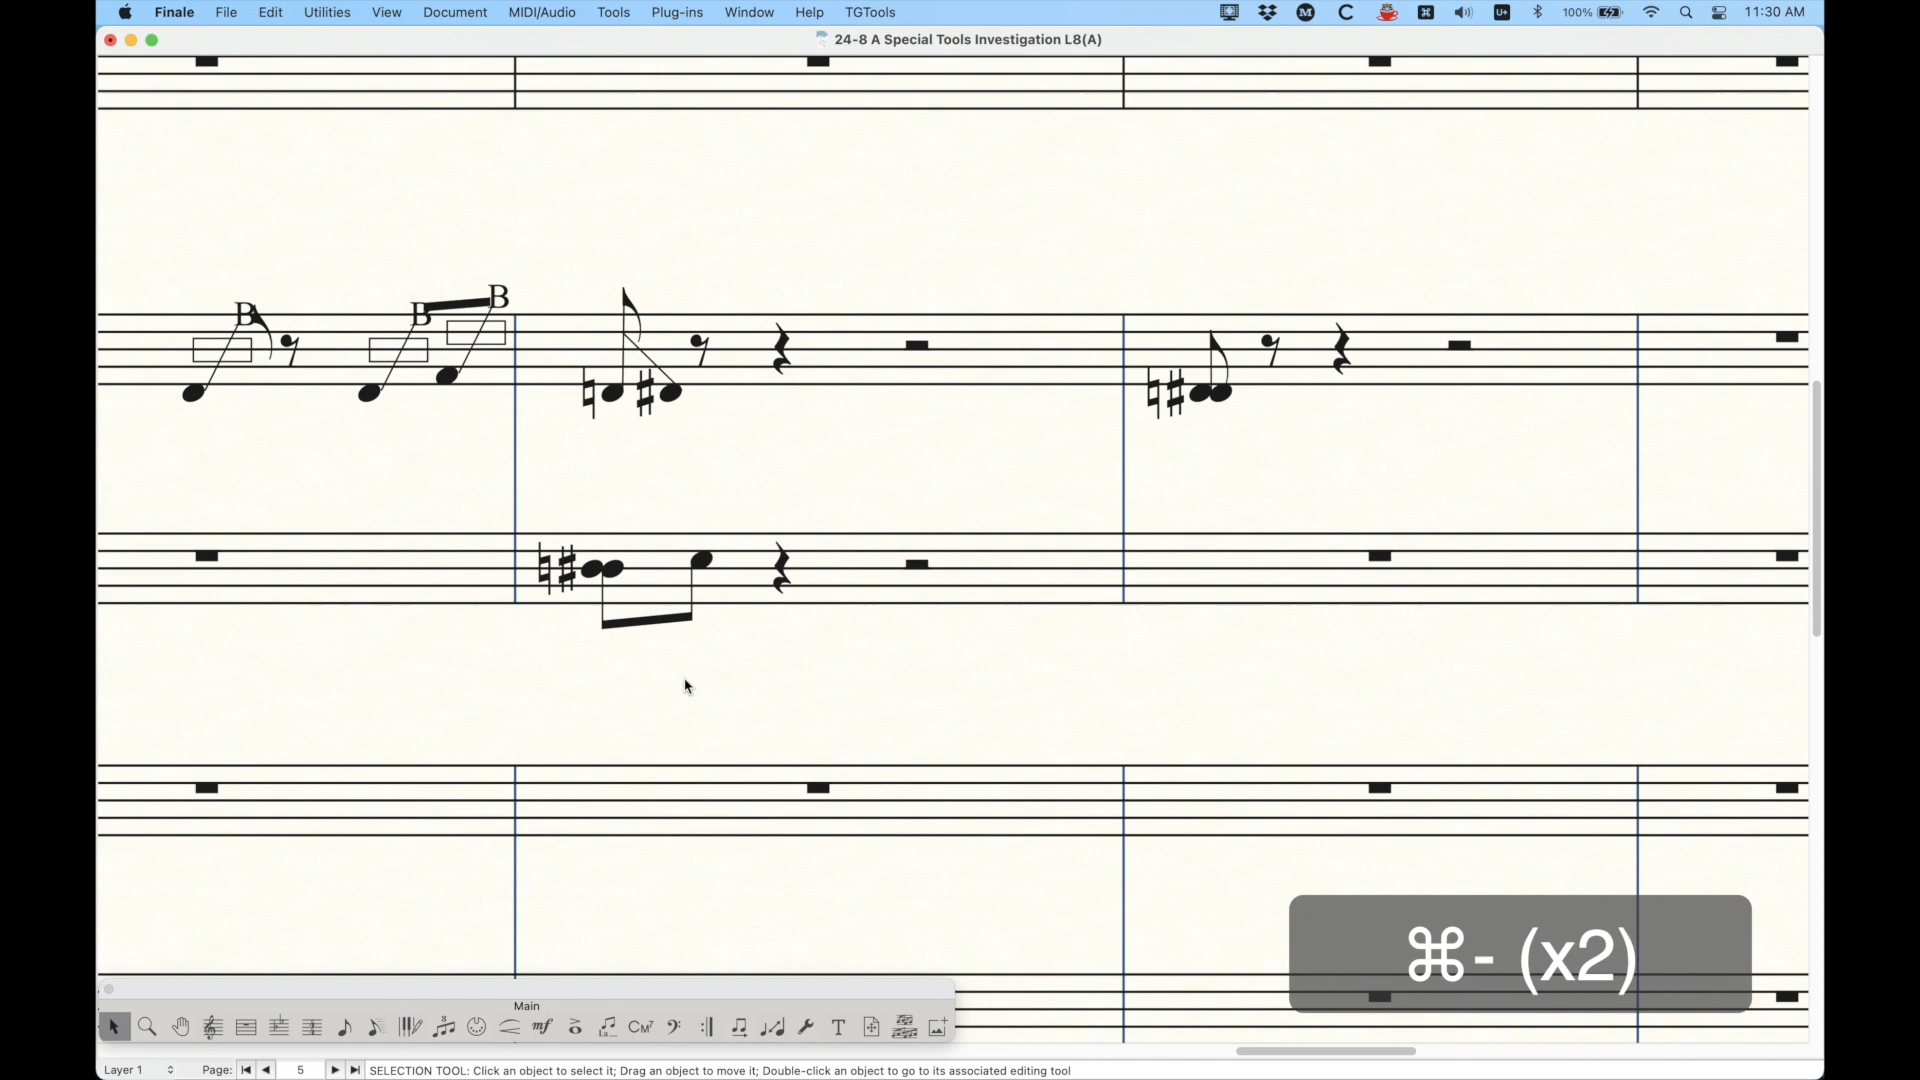 Finale File Edit Utilities View Document MIDI/Audio Tools Plug-ins Window Help TGTools 100% 11:30 AM
24-8 A Special Tools Investigation L8(A)
B B B
⌘- (x2)
Main
mf CM7 T
Layer 1 Page: 5 SELECTION TOOL: Click an object to select it; Drag an object to move it; Double-click an object to go to its associated editing tool